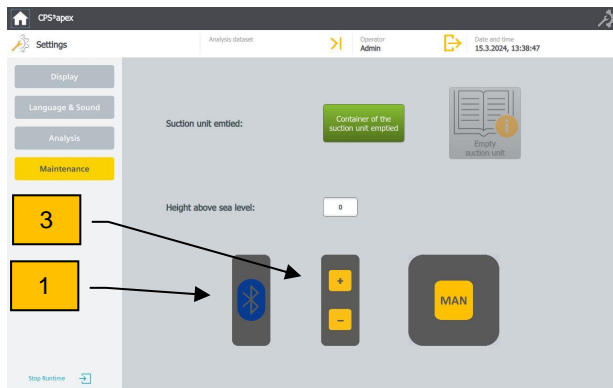 CPS³apex
Settings
Analysis dataset
Operator
Admin
Date and time
15.3.2024, 13:38:47
Display
Language & Sound
Analysis
Maintenance
Suction unit emptied:
Container of the
suction unit emptied
Empty
suction unit
Height above sea level:
0
3
1
+
−
MAN
Stop Runtime